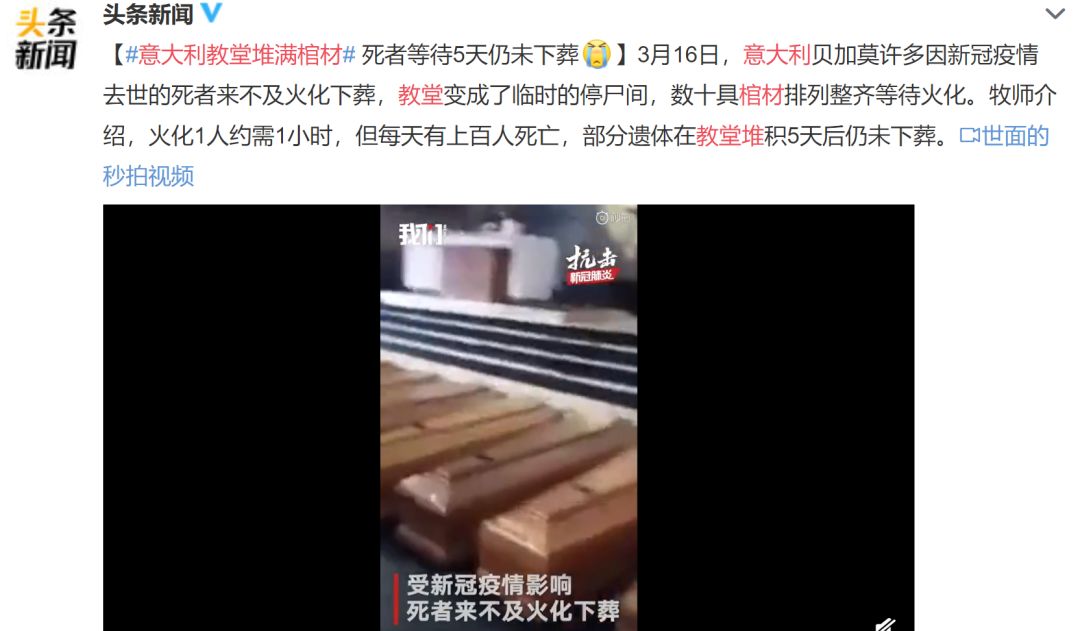 头条
新闻
头条新闻
【#意大利教堂堆满棺材# 死者等待5天仍未下葬】3月16日，意大利贝加莫许多因新冠疫情
去世的死者来不及火化下葬，教堂变成了临时的停尸间，数十具棺材排列整齐等待火化。牧师介
绍，火化1人约需1小时，但每天有上百人死亡，部分遗体在教堂堆积5天后仍未下葬。世面的
秒拍视频
我们
抗击
新冠肺炎
受新冠疫情影响
死者来不及火化下葬